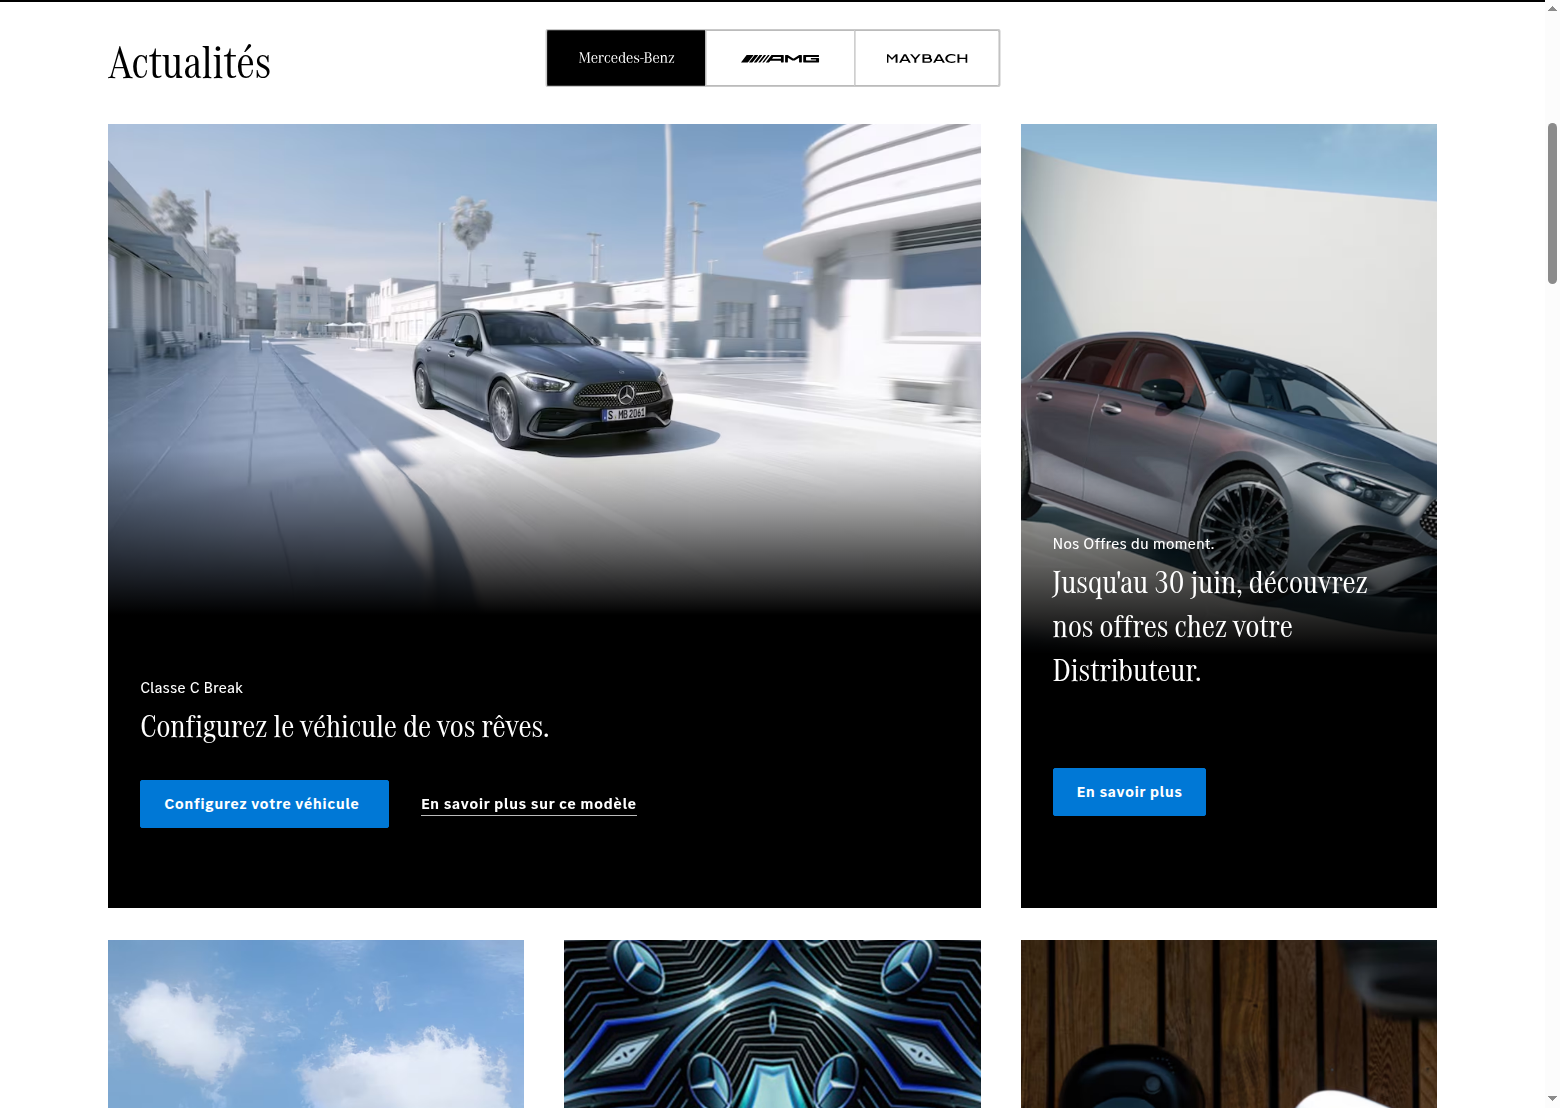 Actualités
Mercedes-Benz
AMG
MAYBACH
S MB 2061
Classe C Break
Configurez le véhicule de vos rêves.
Configurez votre véhicule
En savoir plus sur ce modèle
Nos Offres du moment.
Jusqu'au 30 juin, découvrez
nos offres chez votre
Distributeur.
En savoir plus